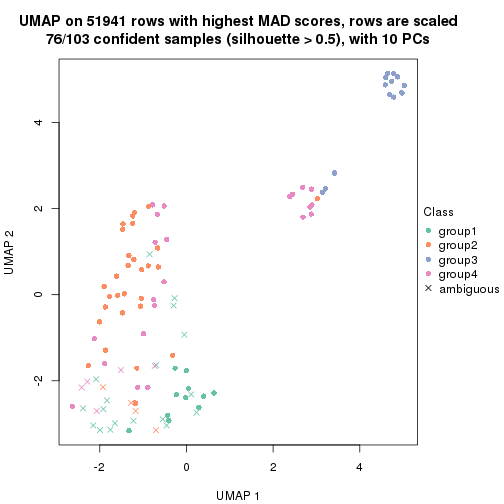 UMAP on 51941 rows with highest MAD scores, rows are scaled
76/103 confident samples (silhouette > 0.5), with 10 PCs
4
2
0
-2
UMAP 2
-2
0
2
4
UMAP 1
Class
group1
group2
group3
group4
ambiguous